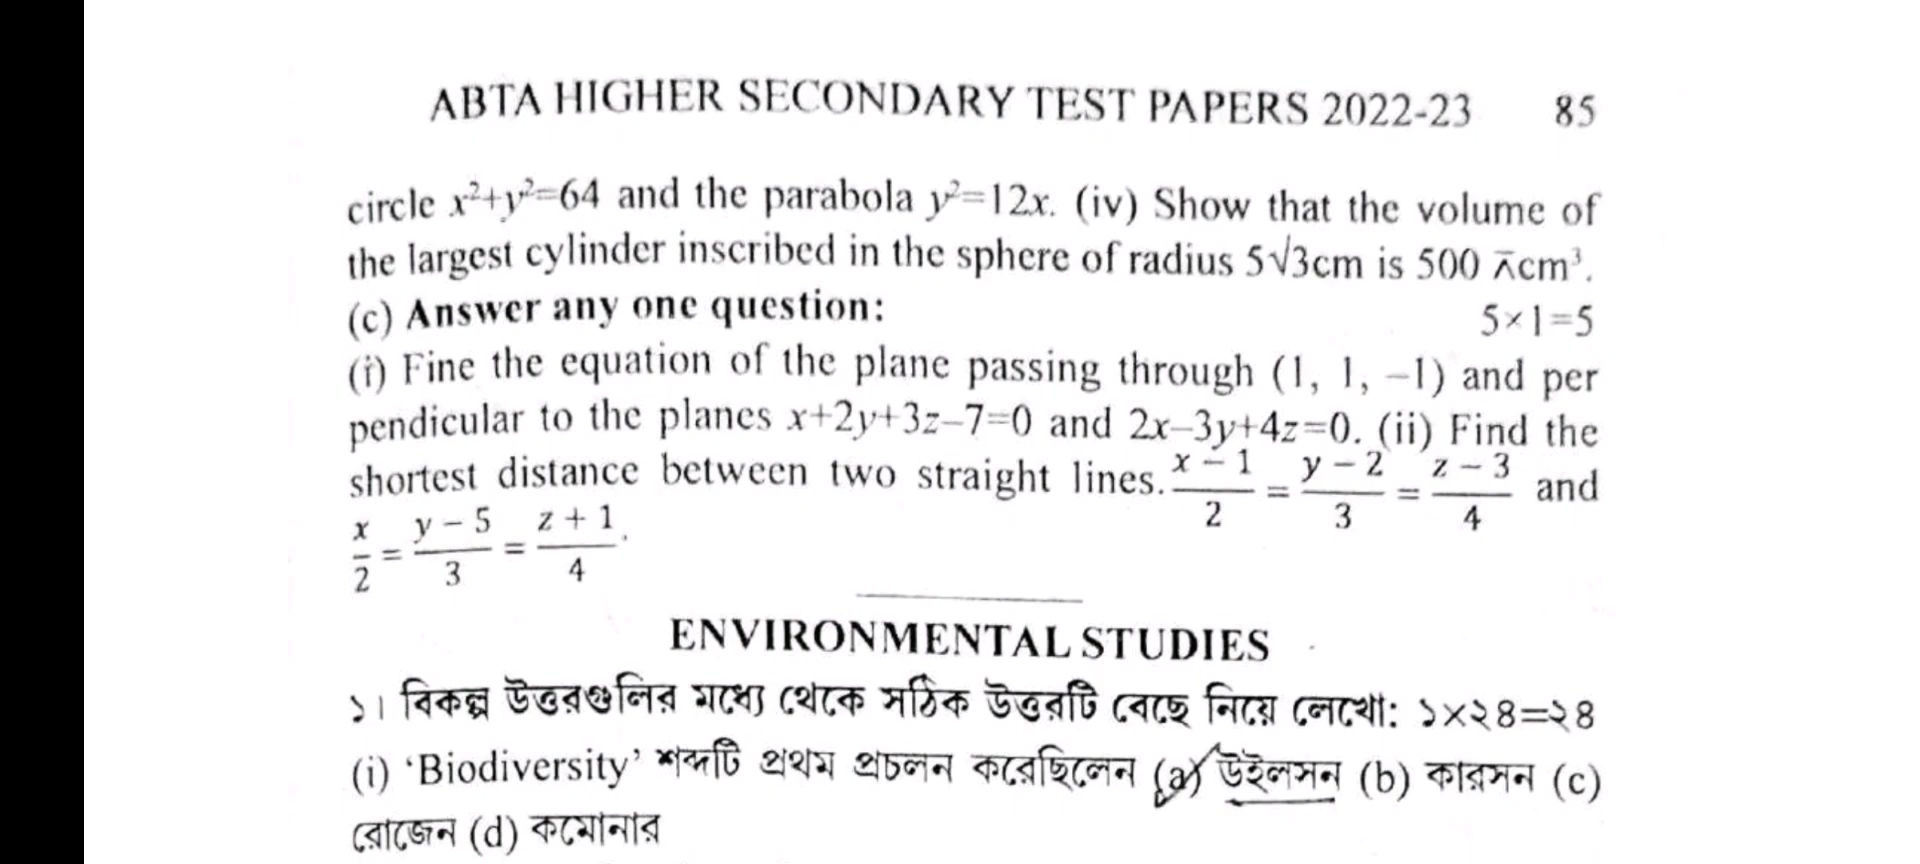 ABTA HIGHER SECONDARY TEST PAPERS 2022-23 85
circle x²+y²=64 and the parabola y²=12x. (iv) Show that the volume of
the largest cylinder inscribed in the sphere of radius 5√3cm is 500 πcm³.
(c) Answer any one question: 5×1=5
(i) Fine the equation of the plane passing through (1, 1, –1) and per
pendicular to the planes x+2y+3z–7=0 and 2x–3y+4z=0. (ii) Find the
shortest distance between two straight lines. (x – 1)/2 = (y – 2)/3 = (z – 3)/4 and
x/2 = (y – 5)/3 = (z + 1)/4.
ENVIRONMENTAL STUDIES
১। বিকল্প উত্তরগুলির মধ্যে থেকে সঠিক উত্তরটি বেছে নিয়ে লেখো: ১×২৪=২৪
(i) ‘Biodiversity’ শব্দটি প্রথম প্রচলন করেছিলেন (a) উইলসন (b) কারসন (c)
রোজেন (d) কমোনার